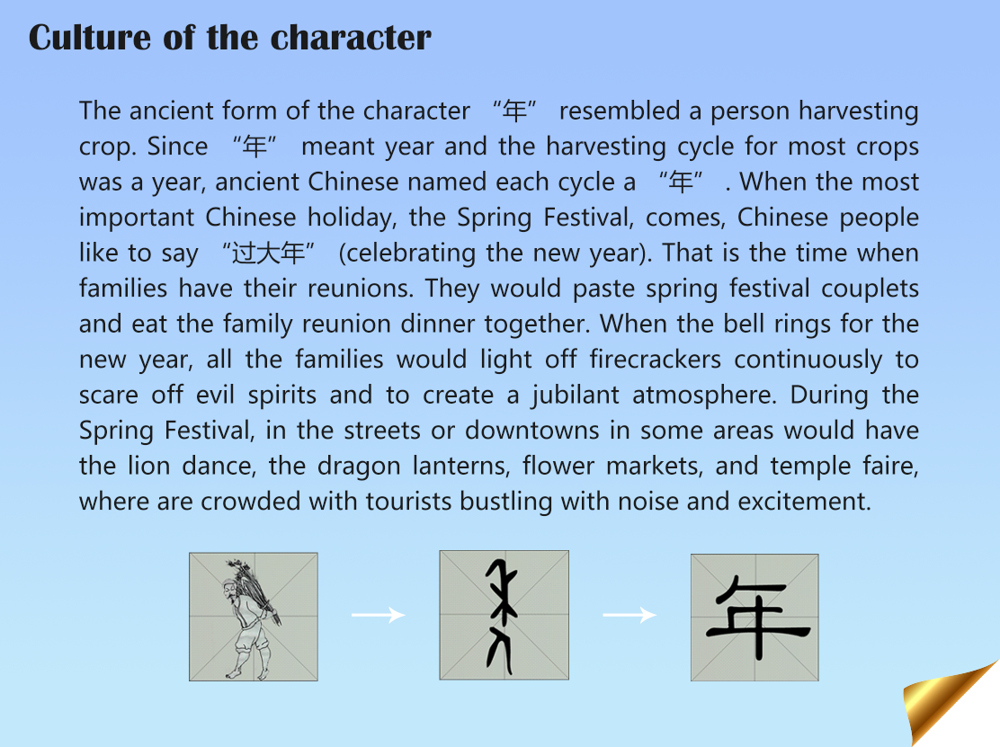 Culture of the character
The ancient form of the character “年” resembled a person harvesting
crop. Since “年” meant year and the harvesting cycle for most crops
was a year, ancient Chinese named each cycle a “年” . When the most
important Chinese holiday, the Spring Festival, comes, Chinese people
like to say “过大年” (celebrating the new year). That is the time when
families have their reunions. They would paste spring festival couplets
and eat the family reunion dinner together. When the bell rings for the
new year, all the families would light off firecrackers continuously to
scare off evil spirits and to create a jubilant atmosphere. During the
Spring Festival, in the streets or downtowns in some areas would have
the lion dance, the dragon lanterns, flower markets, and temple faire,
where are crowded with tourists bustling with noise and excitement.
年